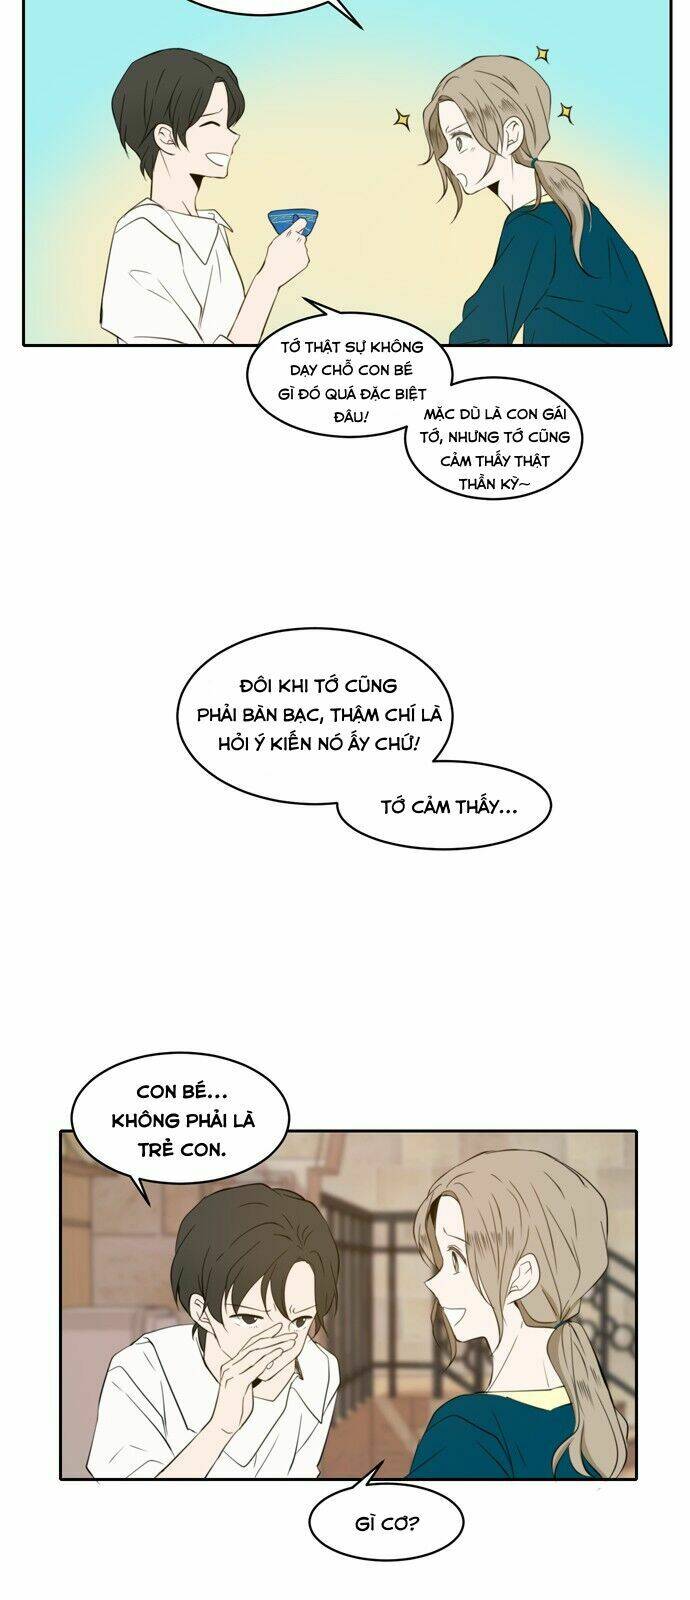 TỚ THẬT SỰ KHÔNG
DẠY CHỖ CON BÉ
GÌ ĐÓ QUÁ ĐẶC BIỆT
ĐÂU!
MẶC DÙ LÀ CON GÁI
TỚ, NHƯNG TỚ CŨNG
CẢM THẤY THẬT
THẦN KỲ~
ĐÔI KHI TỚ CŨNG
PHẢI BÀN BẠC, THẬM CHÍ LÀ
HỎI Ý KIẾN NÓ ẤY CHỨ!
TỚ CẢM THẤY...
CON BÉ...
KHÔNG PHẢI LÀ
TRẺ CON.
GÌ CƠ?